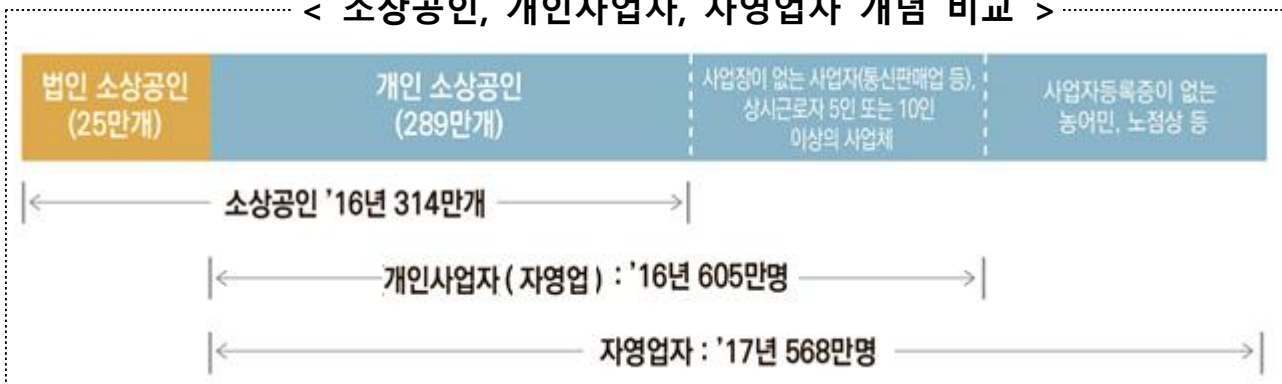 < 소상공인, 개인사업자, 자영업자 개념 비교 >
법인 소상공인
(25만개)
개인 소상공인
(289만개)
사업장이 없는 사업자(통신판매업 등),
상시근로자 5인 또는 10인
이상의 사업체
사업자등록증이 없는
농어민, 노점상 등
소상공인 ’16년 314만개
개인사업자 ( 자영업 ) : ’16년 605만명
자영업자 : ’17년 568만명